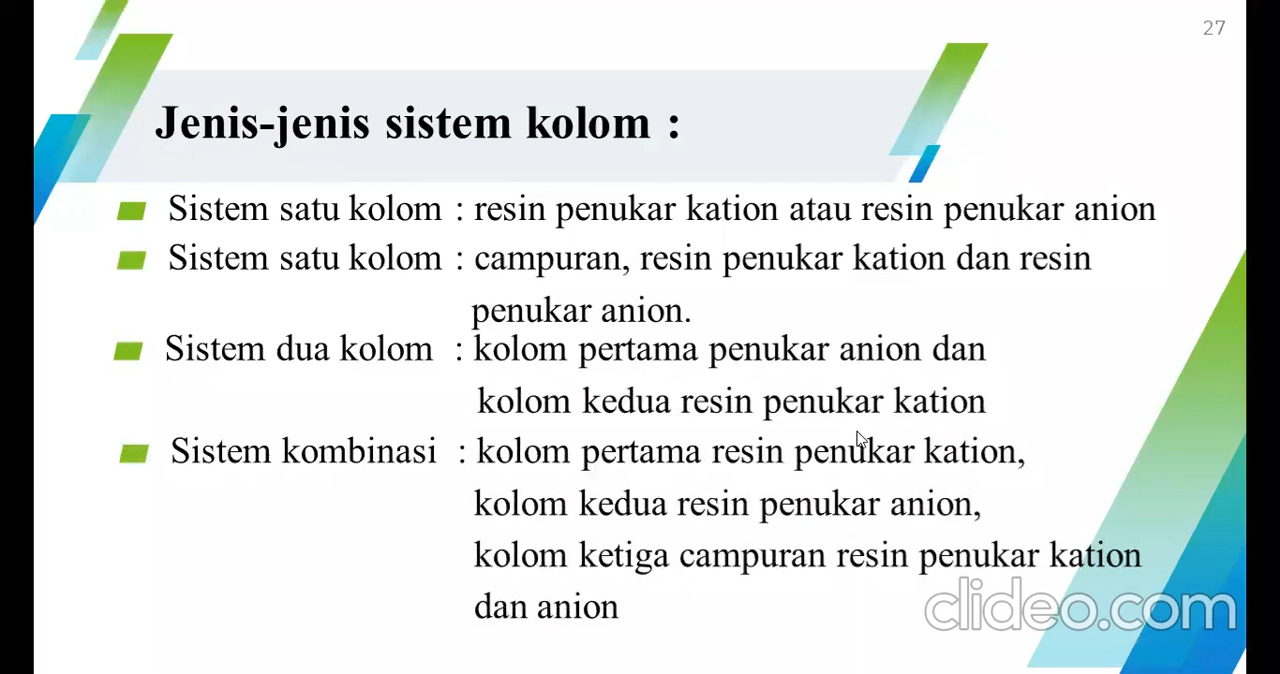 27
Jenis-jenis sistem kolom :
Sistem satu kolom : resin penukar kation atau resin penukar anion
Sistem satu kolom : campuran, resin penukar kation dan resin
penukar anion.
Sistem dua kolom : kolom pertama penukar anion dan
kolom kedua resin penukar kation
Sistem kombinasi : kolom pertama resin penukar kation,
kolom kedua resin penukar anion,
kolom ketiga campuran resin penukar kation
dan anion
clideo.com